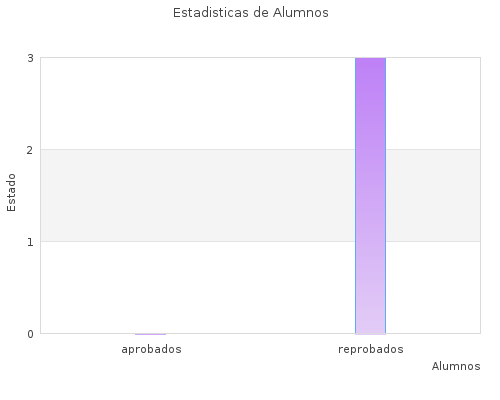 Estadisticas de Alumnos
3
2
1
0
Estado
aprobados
reprobados
Alumnos